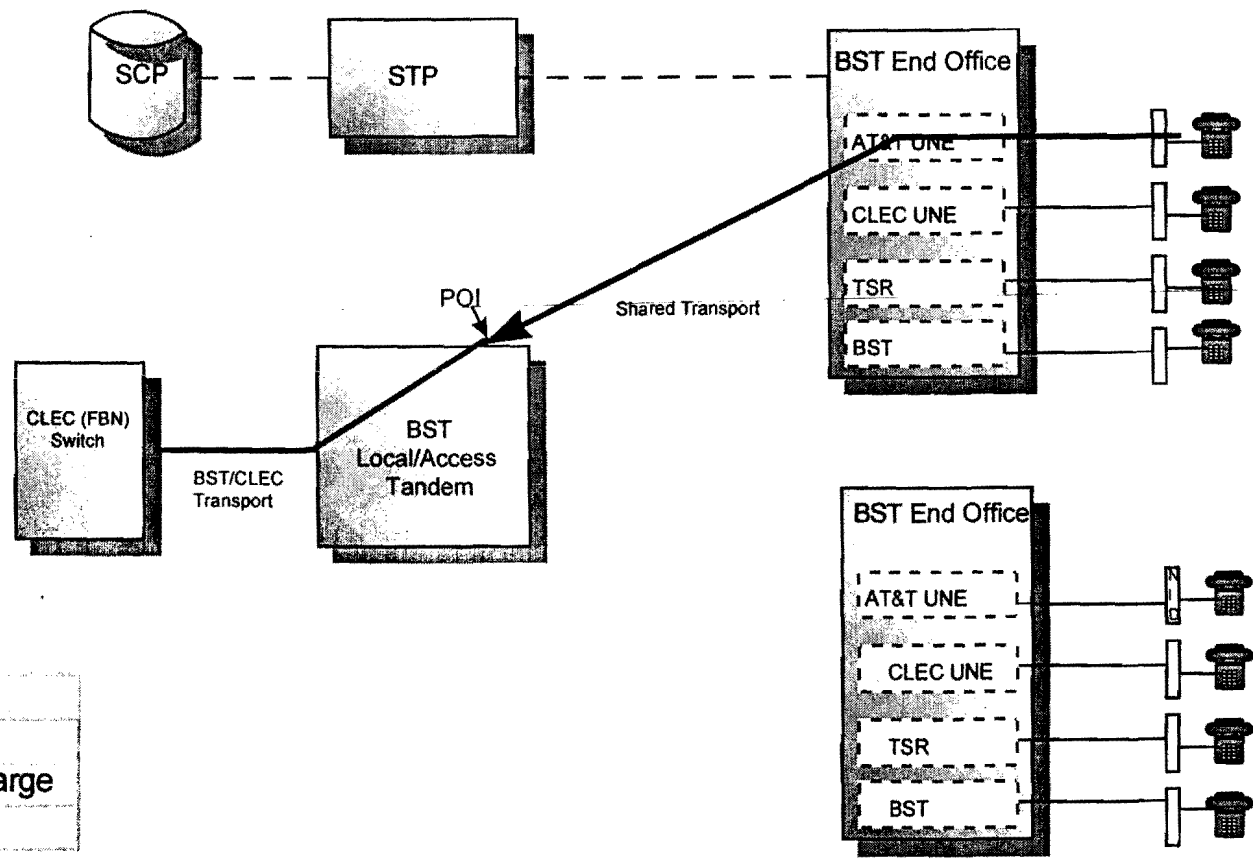 SCP
STP
BST End Office
AT&T UNE
CLEC UNE
TSR
BST
POI
Shared Transport
CLEC (FBN)
Switch
BST/CLEC
Transport
BST
Local/Access
Tandem
BST End Office
AT&T UNE
NID
CLEC UNE
TSR
BST
arge